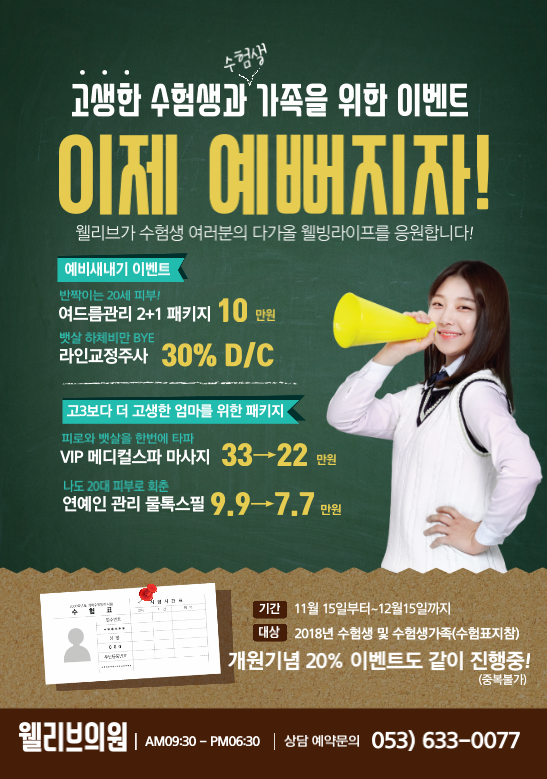 수험생
고생한 수험생과 가족을 위한 이벤트
이제 예뻐지자!
웰리브가 수험생 여러분의 다가올 웰빙라이프를 응원합니다!
예비새내기 이벤트
반짝이는 20세 피부!
여드름관리 2+1 패키지 10 만원
뱃살 하체비만 BYE
라인교정주사 30% D/C
고3보다 더 고생한 엄마를 위한 패키지
피로와 뱃살을 한번에 타파
VIP 메디컬스파 마사지 33→22 만원
나도 20대 피부로 회춘
연예인 관리 물톡스필 9.9→7.7 만원
수 험 표
기간 11월 15일부터~12월15일까지
대상 2018년 수험생 및 수험생가족(수험표지참)
개원기념 20% 이벤트도 같이 진행중!
(중복불가)
웰리브의원 | AM09:30 - PM06:30 | 상담 예약문의 053) 633-0077